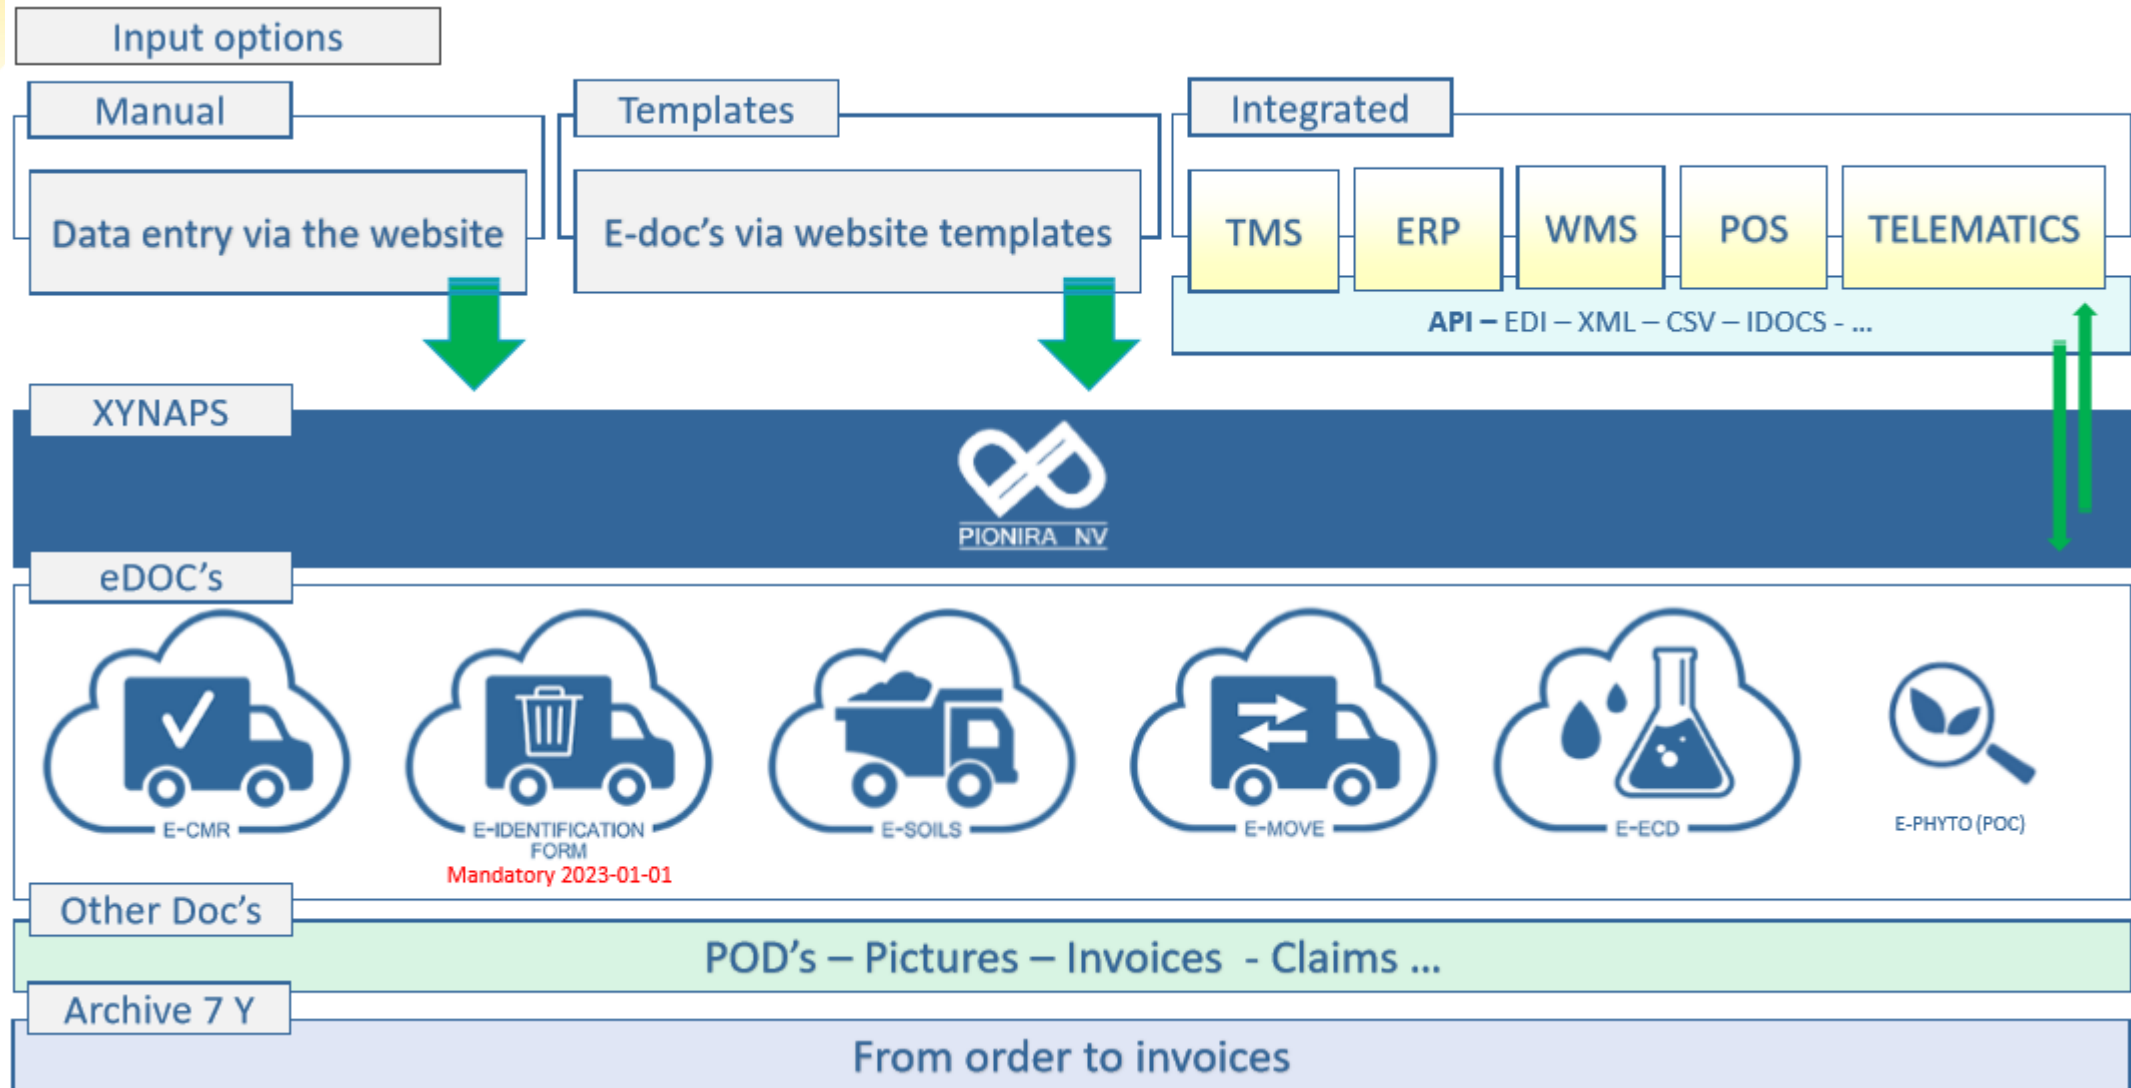 Input options
Manual
Templates
Integrated
Data entry via the website
E-doc's via website templates
TMS
ERP
WMS
POS
TELEMATICS
API – EDI – XML – CSV – IDOCS - ...
XYNAPS
PIONIRA NV
eDOC's
E-CMR
E-IDENTIFICATION
FORM
Mandatory 2023-01-01
E-SOILS
E-MOVE
E-ECD
E-PHYTO (POC)
Other Doc's
POD's – Pictures – Invoices - Claims ...
Archive 7 Y
From order to invoices